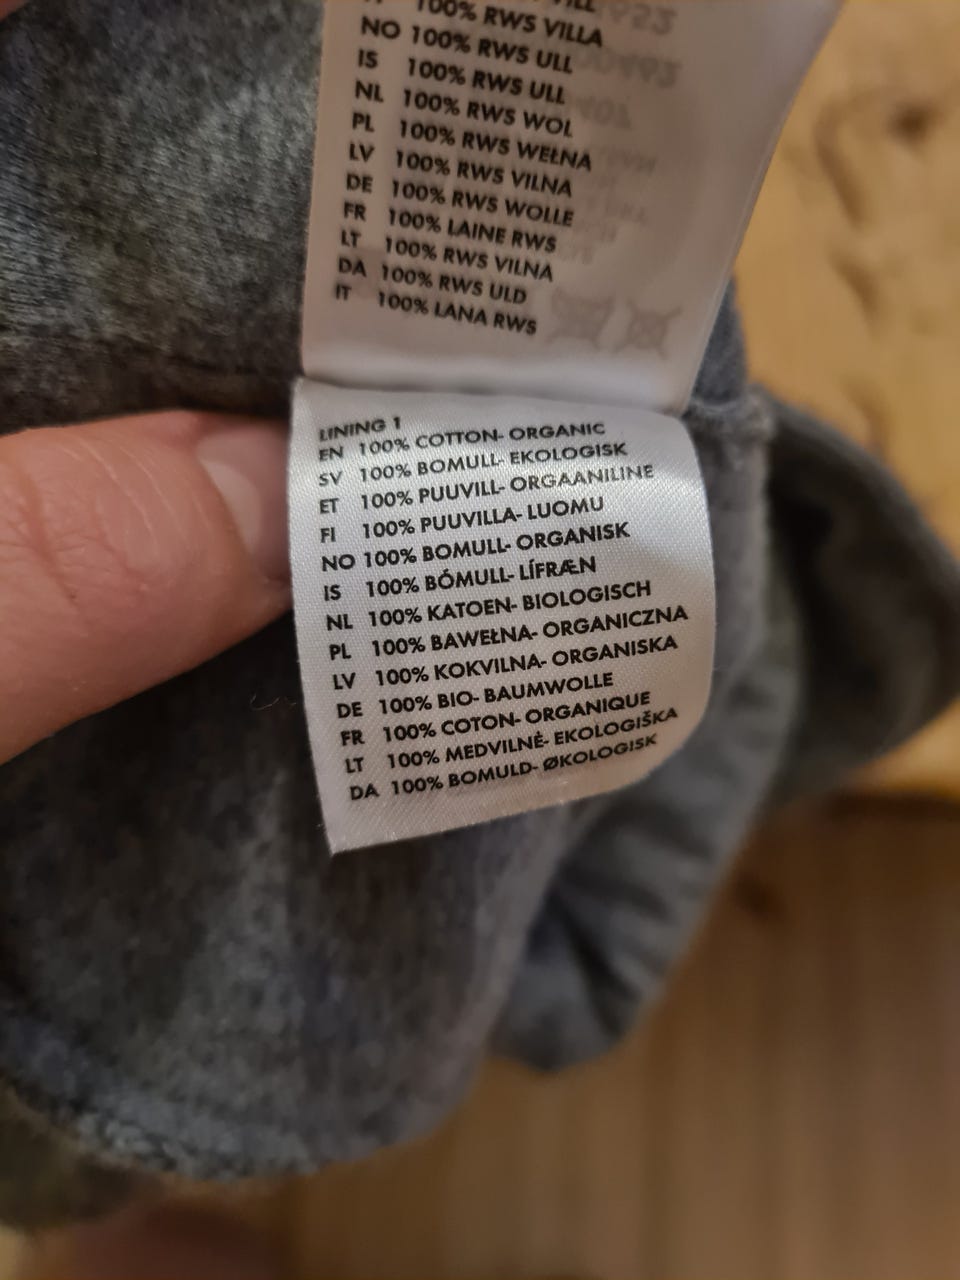 100% RWS VILLA
NO 100% RWS ULL
IS 100% RWS ULL
NL 100% RWS WOL
PL 100% RWS WEŁNA
LV 100% RWS VILNA
DE 100% RWS WOLLE
FR 100% LAINE RWS
LT 100% RWS VILNA
DA 100% RWS ULD
IT 100% LANA RWS
LINING 1
EN 100% COTTON- ORGANIC
SV 100% BOMULL- EKOLOGISK
ET 100% PUUVILL- ORGAANILINE
FI 100% PUUVILLA- LUOMU
NO 100% BOMULL- ORGANISK
IS 100% BÓMULL- LÍFRÆN
NL 100% KATOEN- BIOLOGISCH
PL 100% BAWEŁNA- ORGANICZNA
LV 100% KOKVILNA- ORGANISKA
DE 100% BIO- BAUMWOLLE
FR 100% COTON- ORGANIQUE
LT 100% MEDVILNĖ- EKOLOGIŠKA
DA 100% BOMULD- ØKOLOGISK